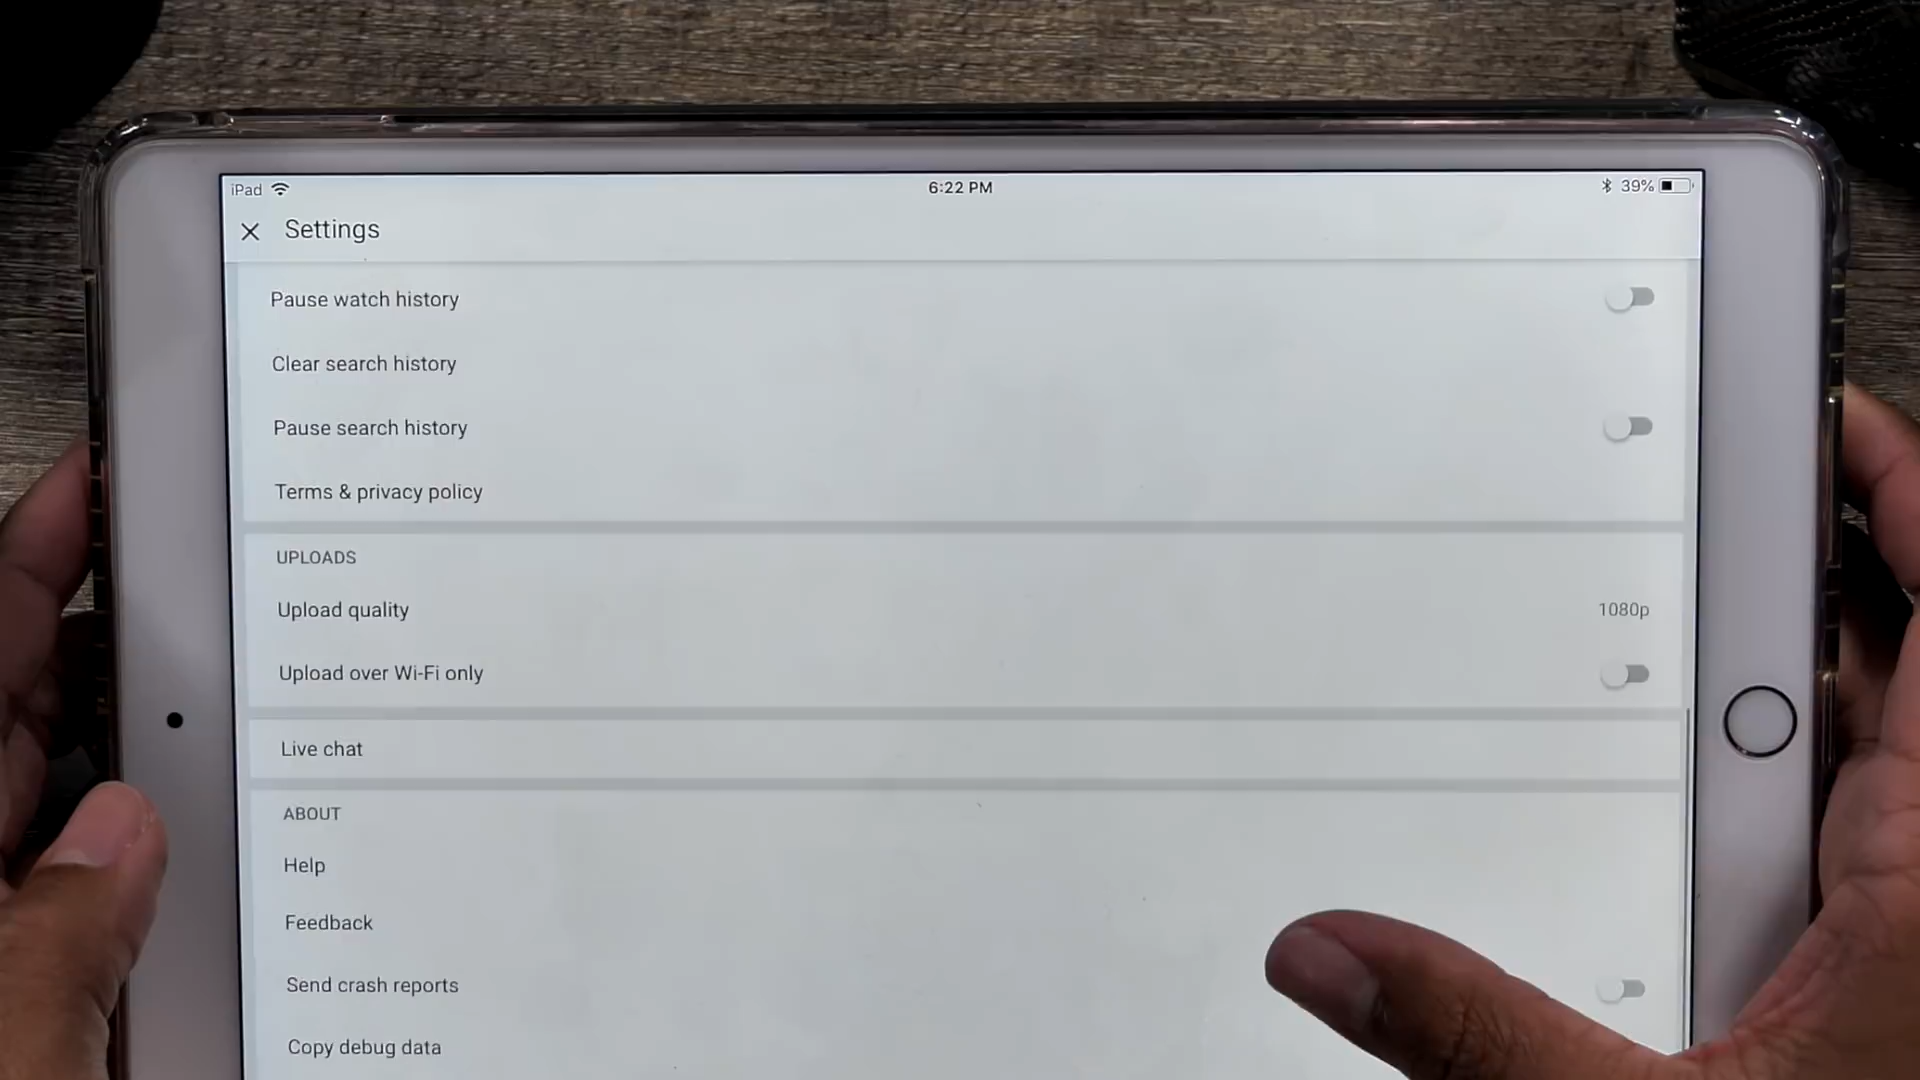 iPad
6:22 PM
39%
Settings
Pause watch history
Clear search history
Pause search history
Terms & privacy policy
UPLOADS
Upload quality
1080p
Upload over Wi-Fi only
Live chat
ABOUT
Help
Feedback
Send crash reports
Copy debug data